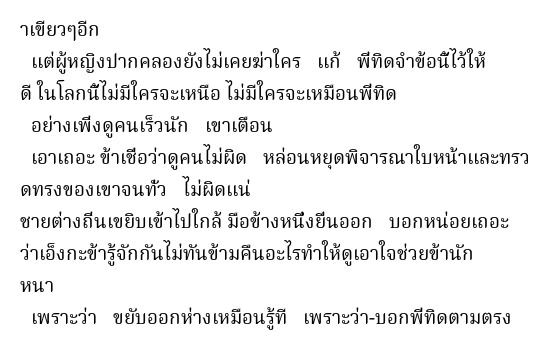 าเขียวๆอีก
แต่ผู้หญิงปากคลองยังไม่เคยฆ่าใคร แก้ พี่ทิดจำข้อนี้ไว้ให้
ดี ในโลกนี้ไม่มีใครจะเหนือ ไม่มีใครจะเหมือนพี่ทิด
อย่างเพิ่งดูคนเร็วนัก เขาเตือน
เอาเถอะ ข้าเชื่อว่าดูคนไม่ผิด หล่อนหยุดพิจารณาใบหน้าและทรว
ดทรงของเขาจนทั่ว ไม่ผิดแน่
ชายต่างถิ่นเขยิบเข้าไปใกล้ มือข้างหนึ่งยื่นออก บอกหน่อยเถอะ
ว่าเอ็งกะข้ารู้จักกันไม่ทันข้ามคืนอะไรทำให้ดูเอาใจช่วยข้านัก
หนา
เพราะว่า ขยับออกห่างเหมือนรู้ที เพราะว่า-บอกพี่ทิดตามตรง